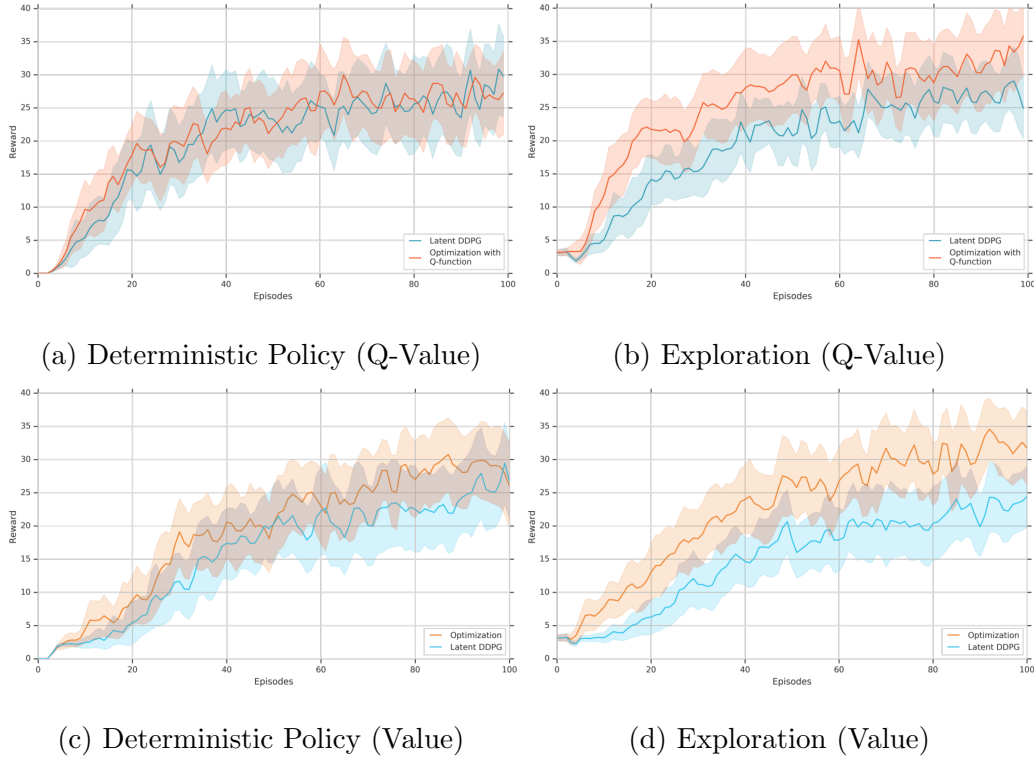 40
35
30
25
20
15
10
5
0
Reward
0
20
40
60
80
100
Episodes
Latent DDPG
Optimization with
Q-function
40
35
30
25
20
15
10
5
0
Reward
0
20
40
60
80
100
Episodes
Latent DDPG
Optimization with
Q-function
(a) Deterministic Policy (Q-Value)
(b) Exploration (Q-Value)
40
35
30
25
20
15
10
5
0
Reward
0
20
40
60
80
100
Episodes
Optimization
Latent DDPG
40
35
30
25
20
15
10
5
0
Reward
0
20
40
60
80
100
Episodes
Optimization
Latent DDPG
(c) Deterministic Policy (Value)
(d) Exploration (Value)